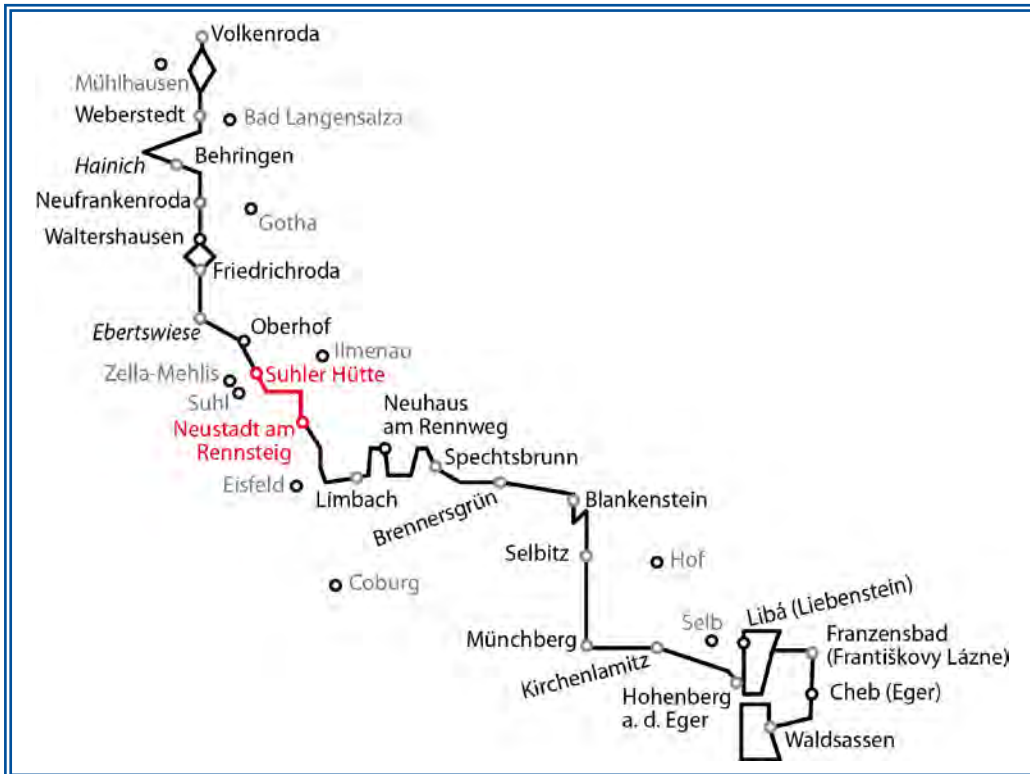 Volkenroda
Mühlhausen
Weberstedt
Bad Langensalza
Hainich
Behringen
Neufrankenroda
Gotha
Waltershausen
Friedrichroda
Ebertswiese
Oberhof
Ilmenau
Zella-Mehlis
Suhler Hütte
Suhl
Neustadt am
Rennsteig
Neuhaus
am Rennweg
Spechtsbrunn
Eisfeld
Limbach
Brennersgrün
Blankenstein
Selbitz
Hof
Coburg
Libá (Liebenstein)
Selb
Münchberg
Kirchenlamitz
Franzensbad
(Františkovy Lázne)
Hohenberg
a. d. Eger
Cheb (Eger)
Waldsassen